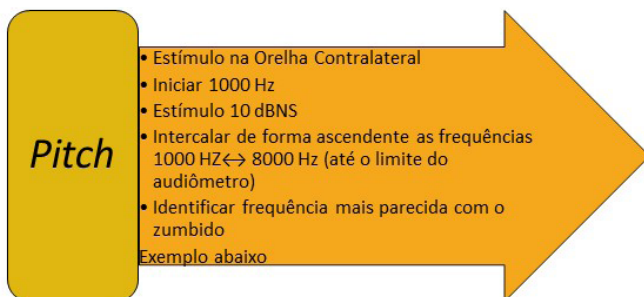 Pitch
• Estímulo na Orelha Contralateral
• Iniciar 1000 Hz
• Estímulo 10 dBNS
• Intercalar de forma ascendente as frequências
1000 HZ↔ 8000 Hz (até o limite do
audiômetro)
• Identificar frequência mais parecida com o
zumbido
Exemplo abaixo